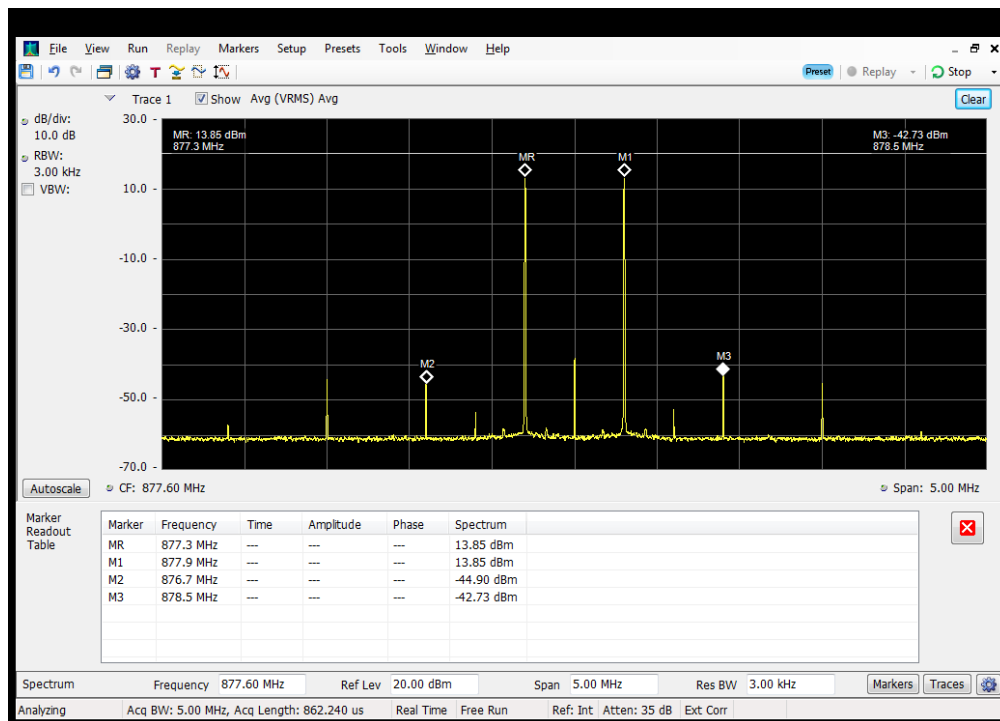 File View Run Replay Markers Setup Presets Tools Window Help
T Preset Replay Stop
Trace 1 Show Avg (VRMS) Avg Clear
dB/div:
10.0 dB
RBW:
3.00 kHz
VBW:
30.0 -
10.0 -
-10.0 -
-30.0 -
-50.0 -
-70.0 -
MR: 13.85 dBm
877.3 MHz
M3: -42.73 dBm
878.5 MHz
MR M1
M2 M3
Autoscale CF: 877.60 MHz Span: 5.00 MHz
Marker
Readout
Table
Marker Frequency Time Amplitude Phase Spectrum
MR 877.3 MHz --- --- --- 13.85 dBm
M1 877.9 MHz --- --- --- 13.85 dBm
M2 876.7 MHz --- --- --- -44.90 dBm
M3 878.5 MHz --- --- --- -42.73 dBm
Spectrum Frequency 877.60 MHz Ref Lev 20.00 dBm Span 5.00 MHz Res BW 3.00 kHz Markers Traces
Analyzing Acq BW: 5.00 MHz, Acq Length: 862.240 us Real Time Free Run Ref: Int Atten: 35 dB Ext Corr